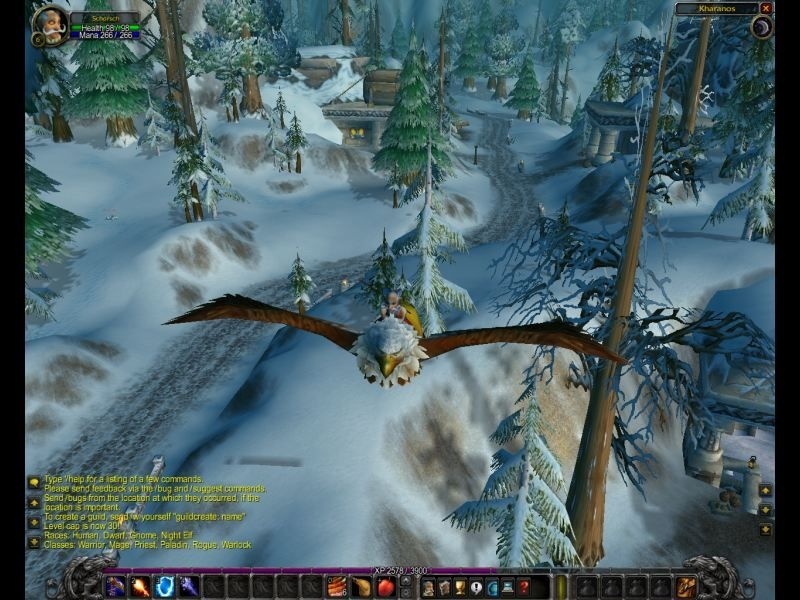 Schorsch
Kharanos
Health 98 / 98
Mana 266 / 266
Type '/help' for a listing of a few commands.
Please send feedback via the /bug and /suggest commands.
Send /bugs from the location at which they occurred, if the
location is important.
To create a guild, send /w yourself "guildcreate: name"
Level cap is now 30!!
Races: Human, Dwarf, Gnome, Night Elf
Classes: Warrior, Mage, Priest, Paladin, Rogue, Warlock
XP 2578 / 3900